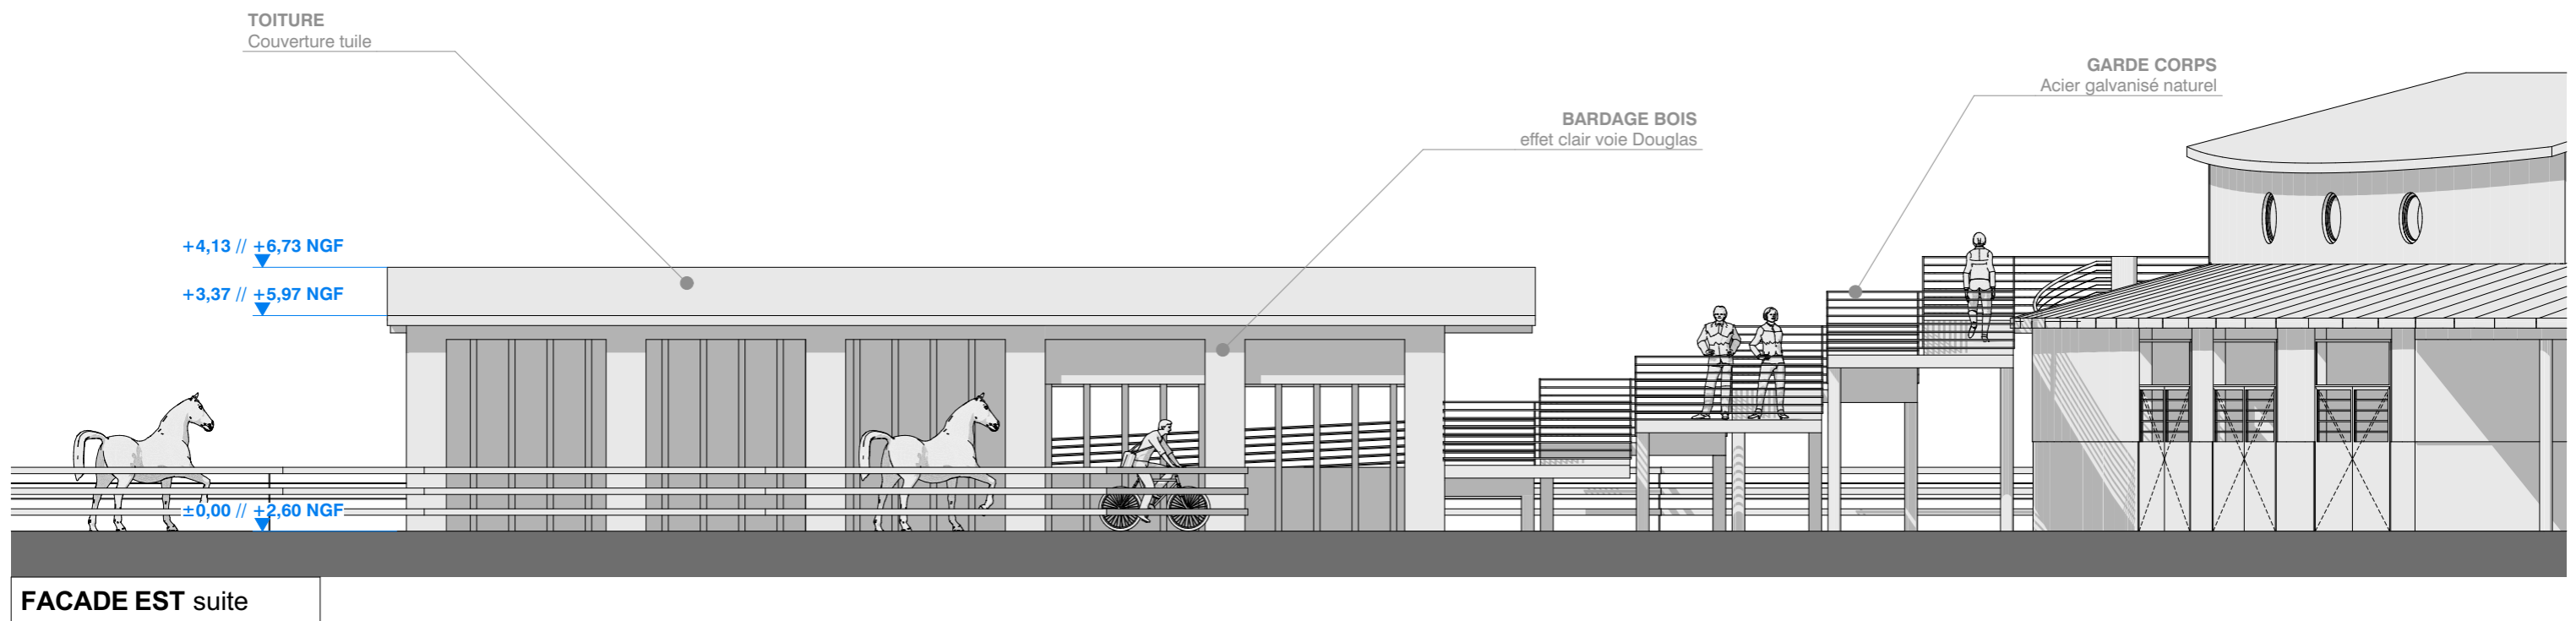 TOITURE
Couverture tuile
GARDE CORPS
Acier galvanisé naturel
BARDAGE BOIS
effet clair voie Douglas
+4,13 // +6,73 NGF
+3,37 // +5,97 NGF
±0,00 // +2,60 NGF
FACADE EST suite